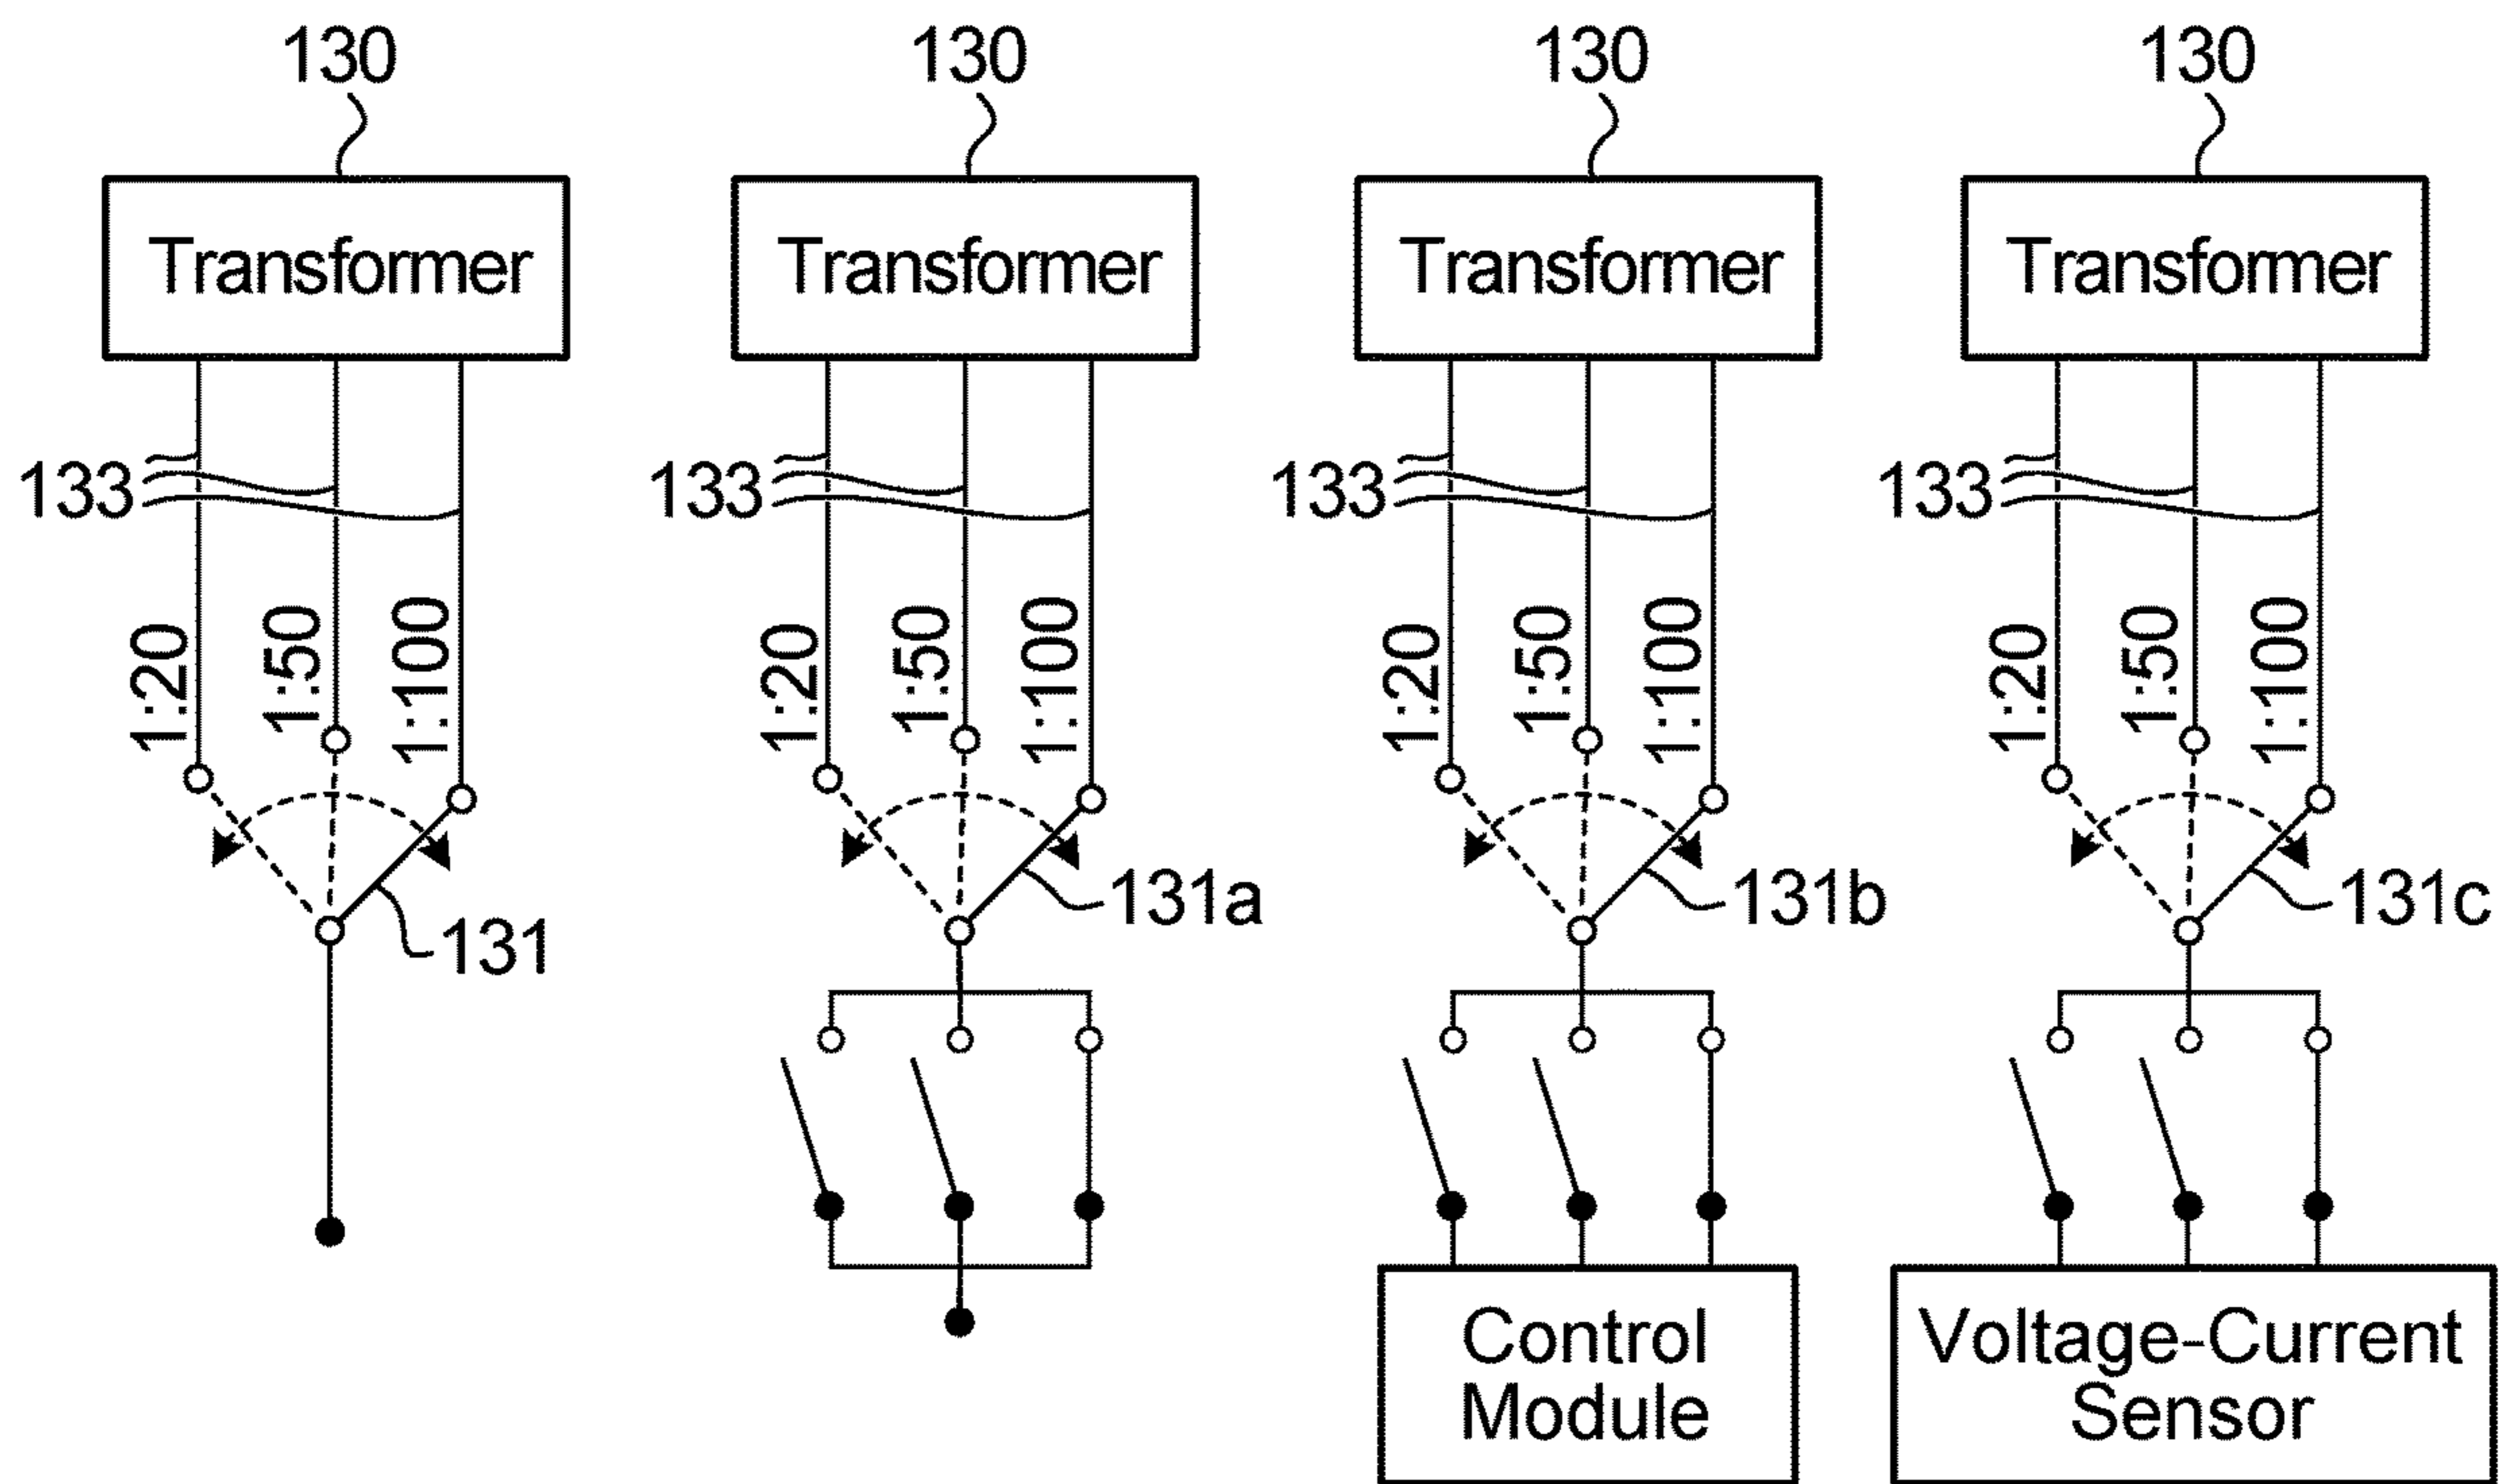 130 130 130 130
Transformer Transformer Transformer Transformer
133 133 133 133
1:20 1:50 1:100 1:20 1:50 1:100 1:20 1:50 1:100 1:20 1:50 1:100
131 131a 131b 131c
Control
Module
Voltage-Current
Sensor